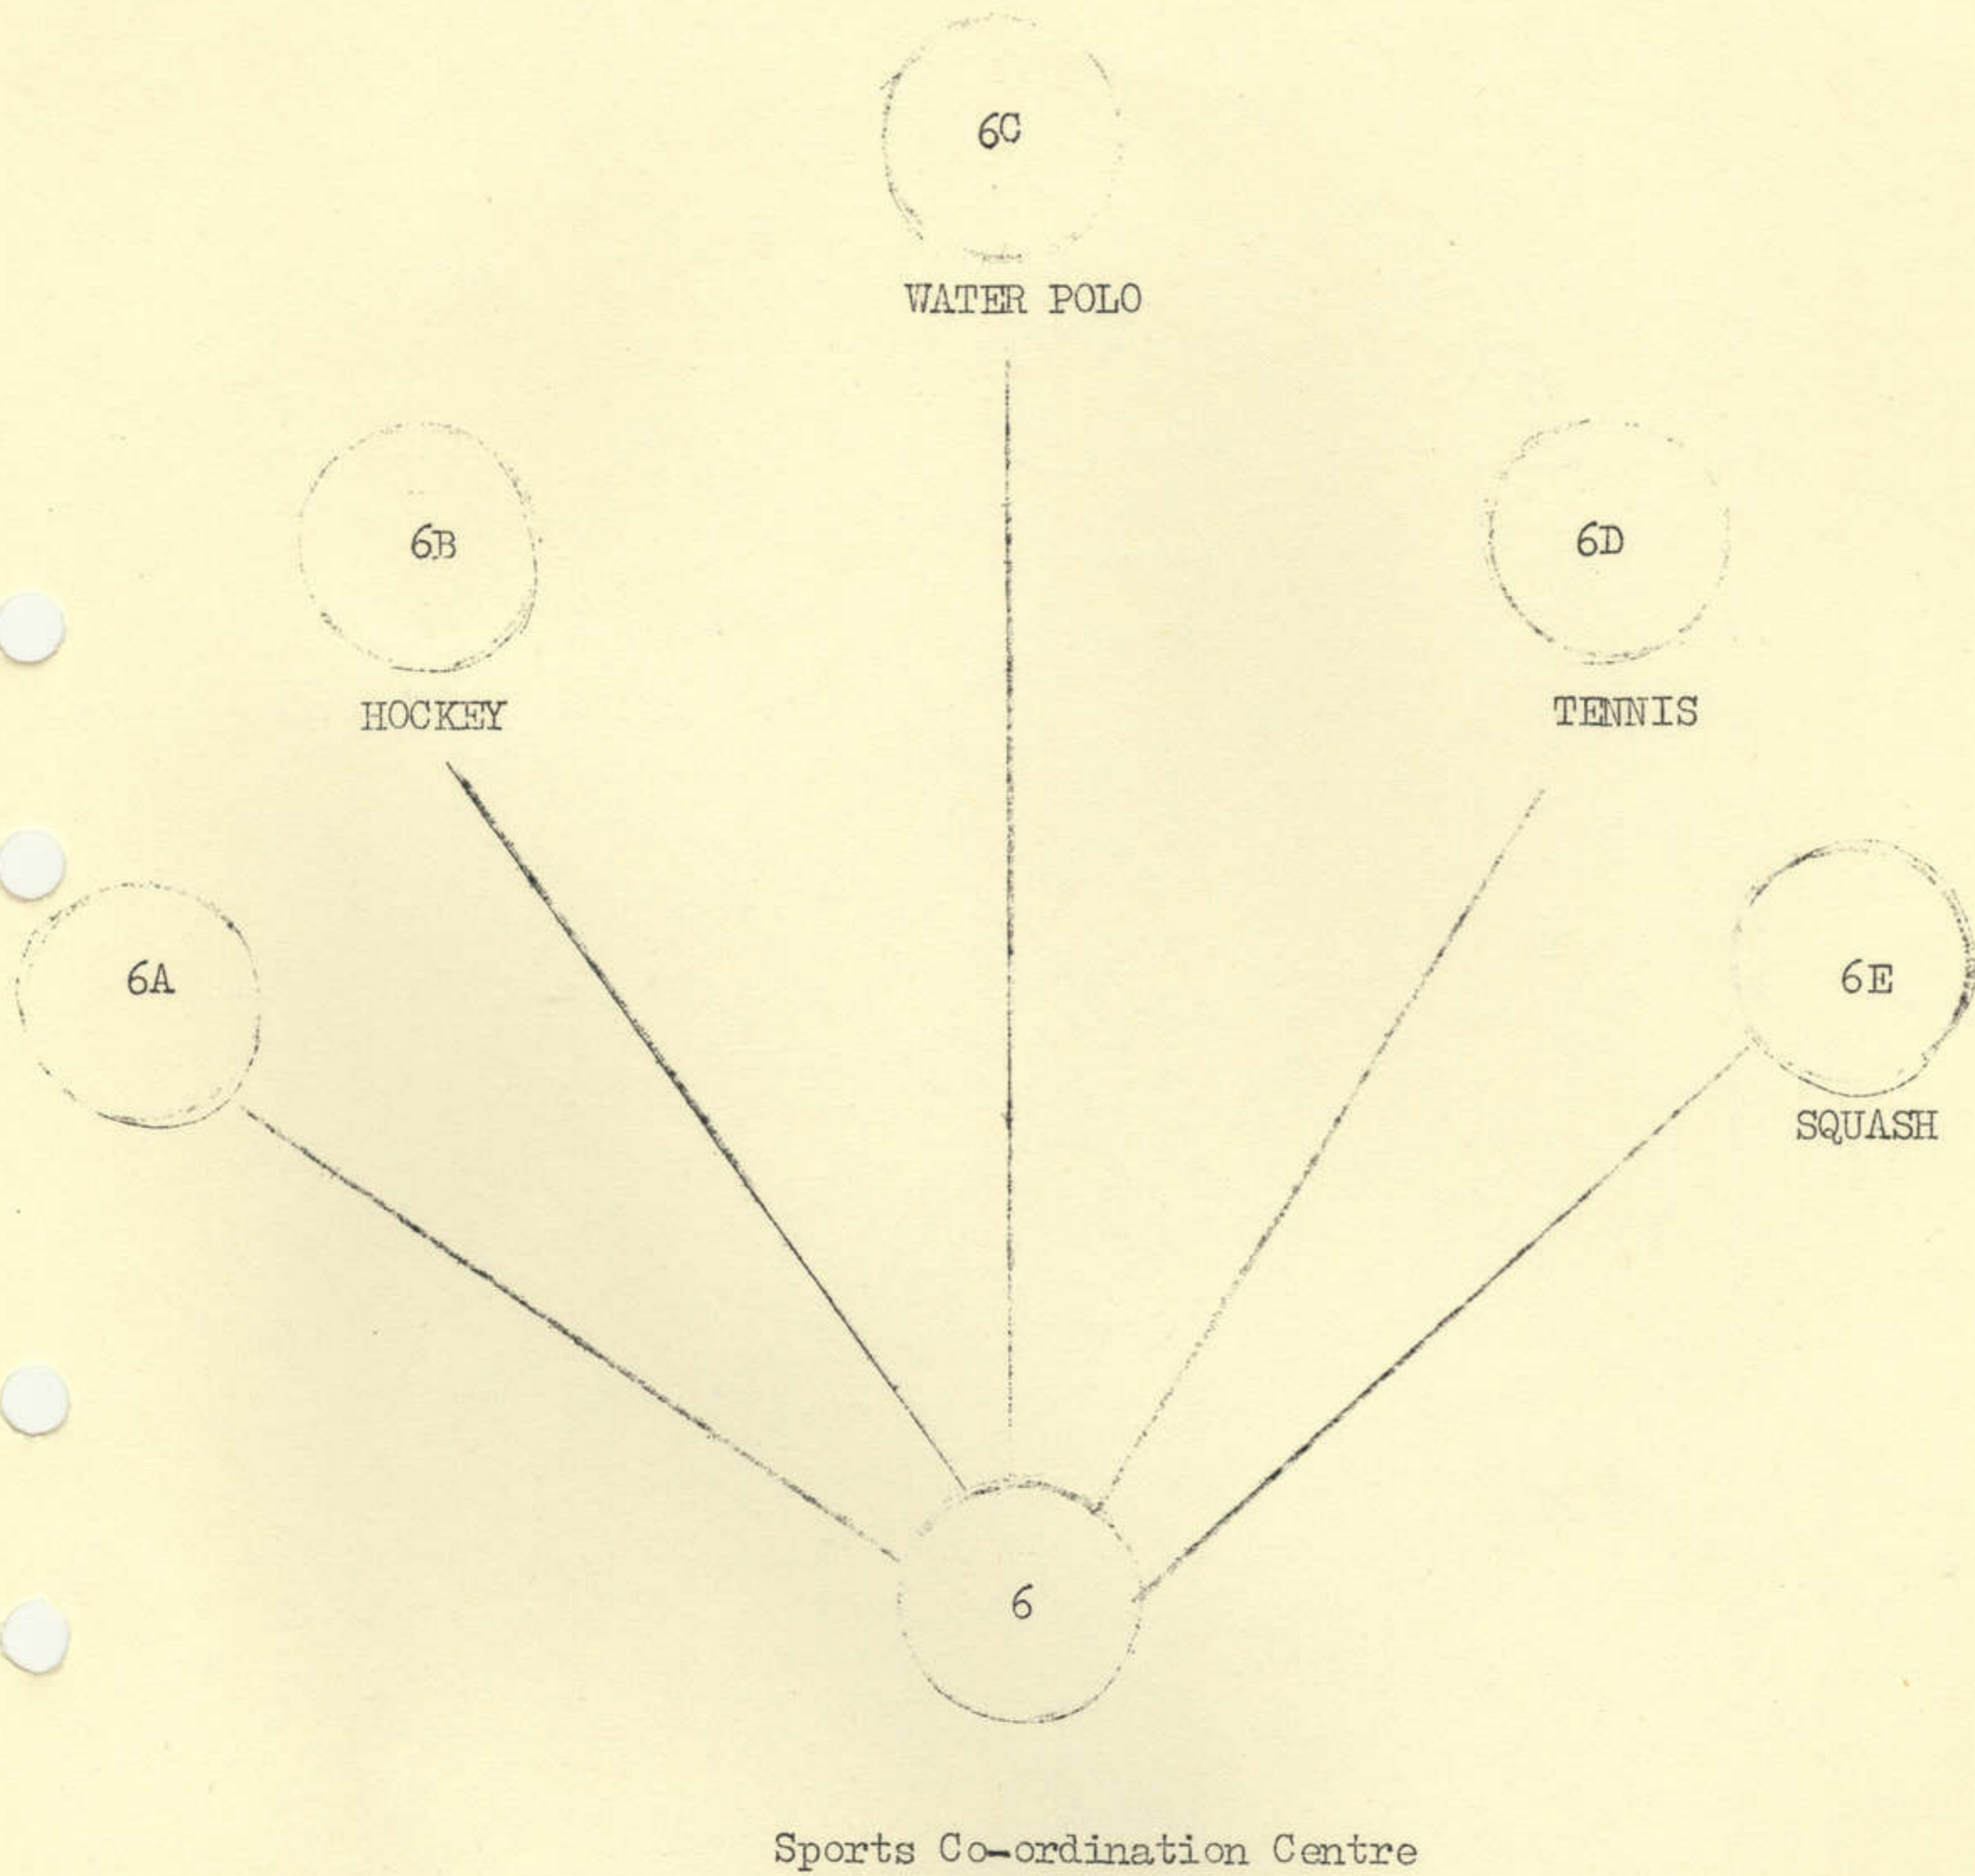 6C
WATER POLO
6B
6D
HOCKEY
TENNIS
6A
6E
SQUASH
6
Sports Co-ordination Centre